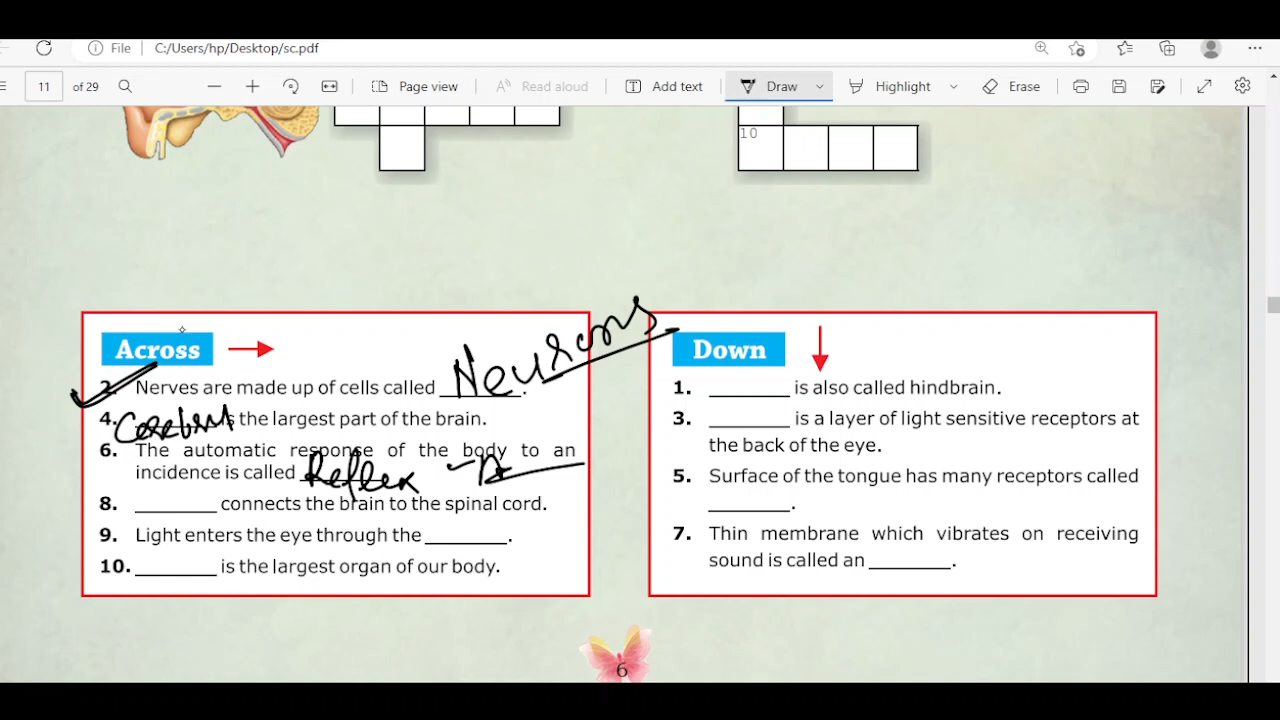 File C:/Users/hp/Desktop/sc.pdf
11 of 29 Page view Read aloud Add text Draw Highlight Erase
10
Across
Down
2. Nerves are made up of cells called Neurons.
4. is the largest part of the brain.
6. The automatic response of the body to an
incidence is called Reflex
8. ________ connects the brain to the spinal cord.
9. Light enters the eye through the ________.
10. ________ is the largest organ of our body.
1. ________ is also called hindbrain.
3. ________ is a layer of light sensitive receptors at
the back of the eye.
5. Surface of the tongue has many receptors called
________.
7. Thin membrane which vibrates on receiving
sound is called an ________.
6